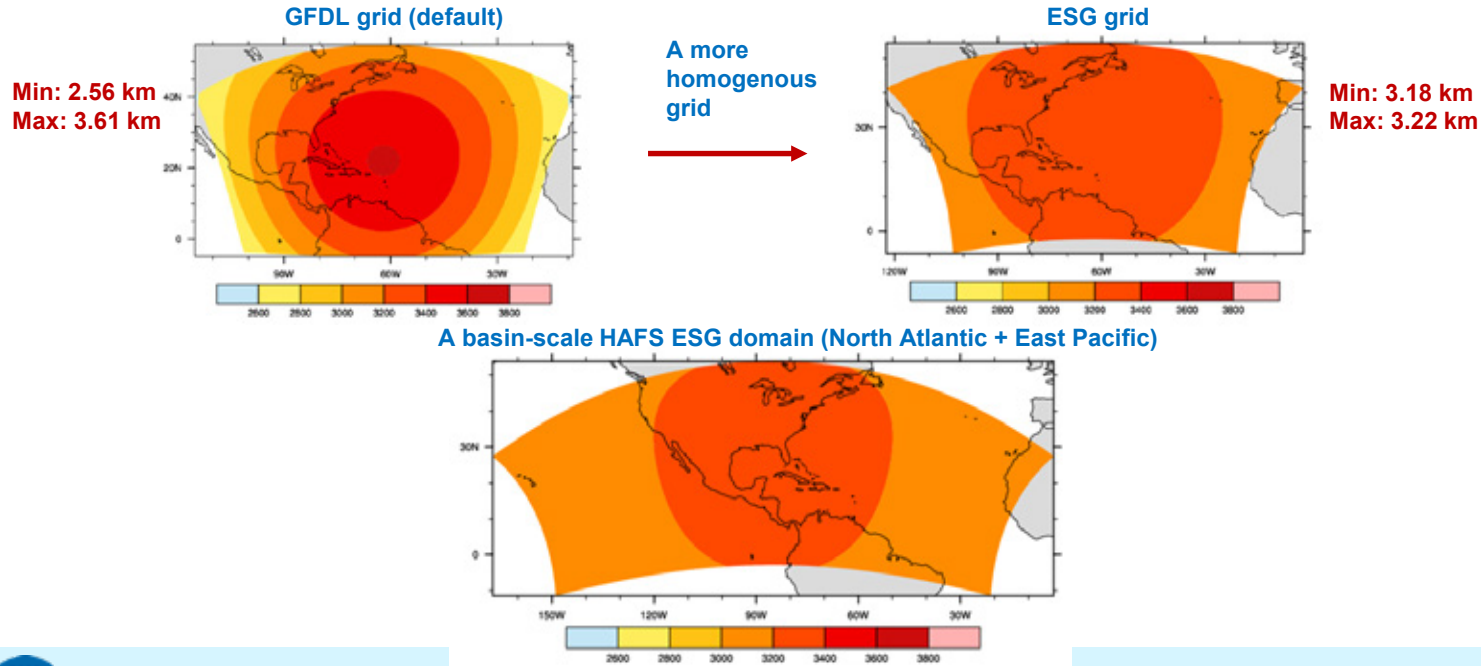 GFDL grid (default)
Min: 2.56 km
Max: 3.61 km
40N
20N
0
90W
60W
30W
2600 2800 3000 3200 3400 3600 3800
A more
homogenous
grid
ESG grid
Min: 3.18 km
Max: 3.22 km
30N
0
120W
90W
60W
30W
2600 2800 3000 3200 3400 3600 3800
A basin-scale HAFS ESG domain (North Atlantic + East Pacific)
30N
0
150W
120W
90W
60W
30W
2600 2800 3000 3200 3400 3600 3800